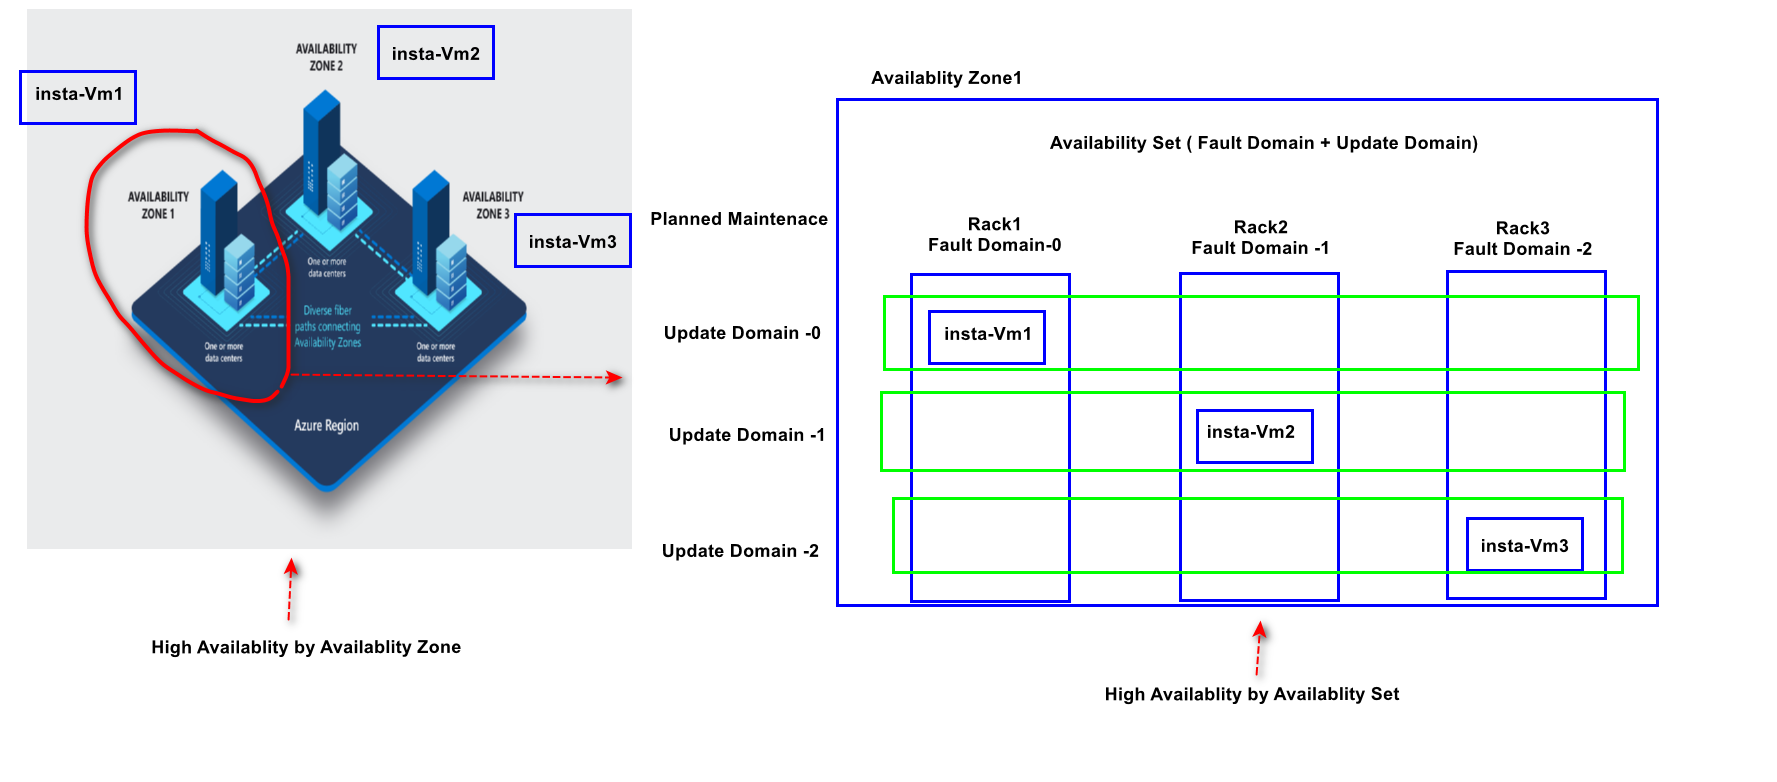 insta-Vm1
AVAILABILITY
ZONE 2
insta-Vm2
AVAILABILITY
ZONE 1
AVAILABILITY
ZONE 3
insta-Vm3
One or more
data centers
Diverse fiber
paths connecting
Availability Zones
One or more
data centers
One or more
data centers
Azure Region
High Availablity by Availablity Zone
Availablity Zone1
Availability Set ( Fault Domain + Update Domain)
Planned Maintenace
Rack1
Fault Domain-0
Rack2
Fault Domain -1
Rack3
Fault Domain -2
Update Domain -0
insta-Vm1
Update Domain -1
insta-Vm2
Update Domain -2
insta-Vm3
High Availablity by Availablity Set